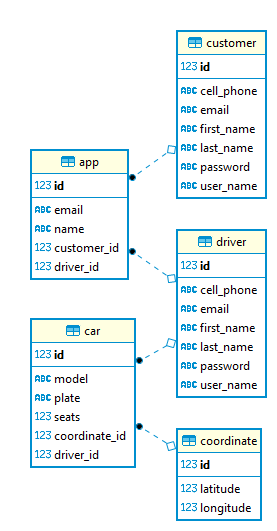 customer
123 id
ABC cell_phone
ABC email
ABC first_name
ABC last_name
ABC password
ABC user_name
app
123 id
ABC email
ABC name
123 customer_id
123 driver_id
driver
123 id
ABC cell_phone
ABC email
ABC first_name
ABC last_name
ABC password
ABC user_name
car
123 id
ABC model
ABC plate
123 seats
123 coordinate_id
123 driver_id
coordinate
123 id
123 latitude
123 longitude